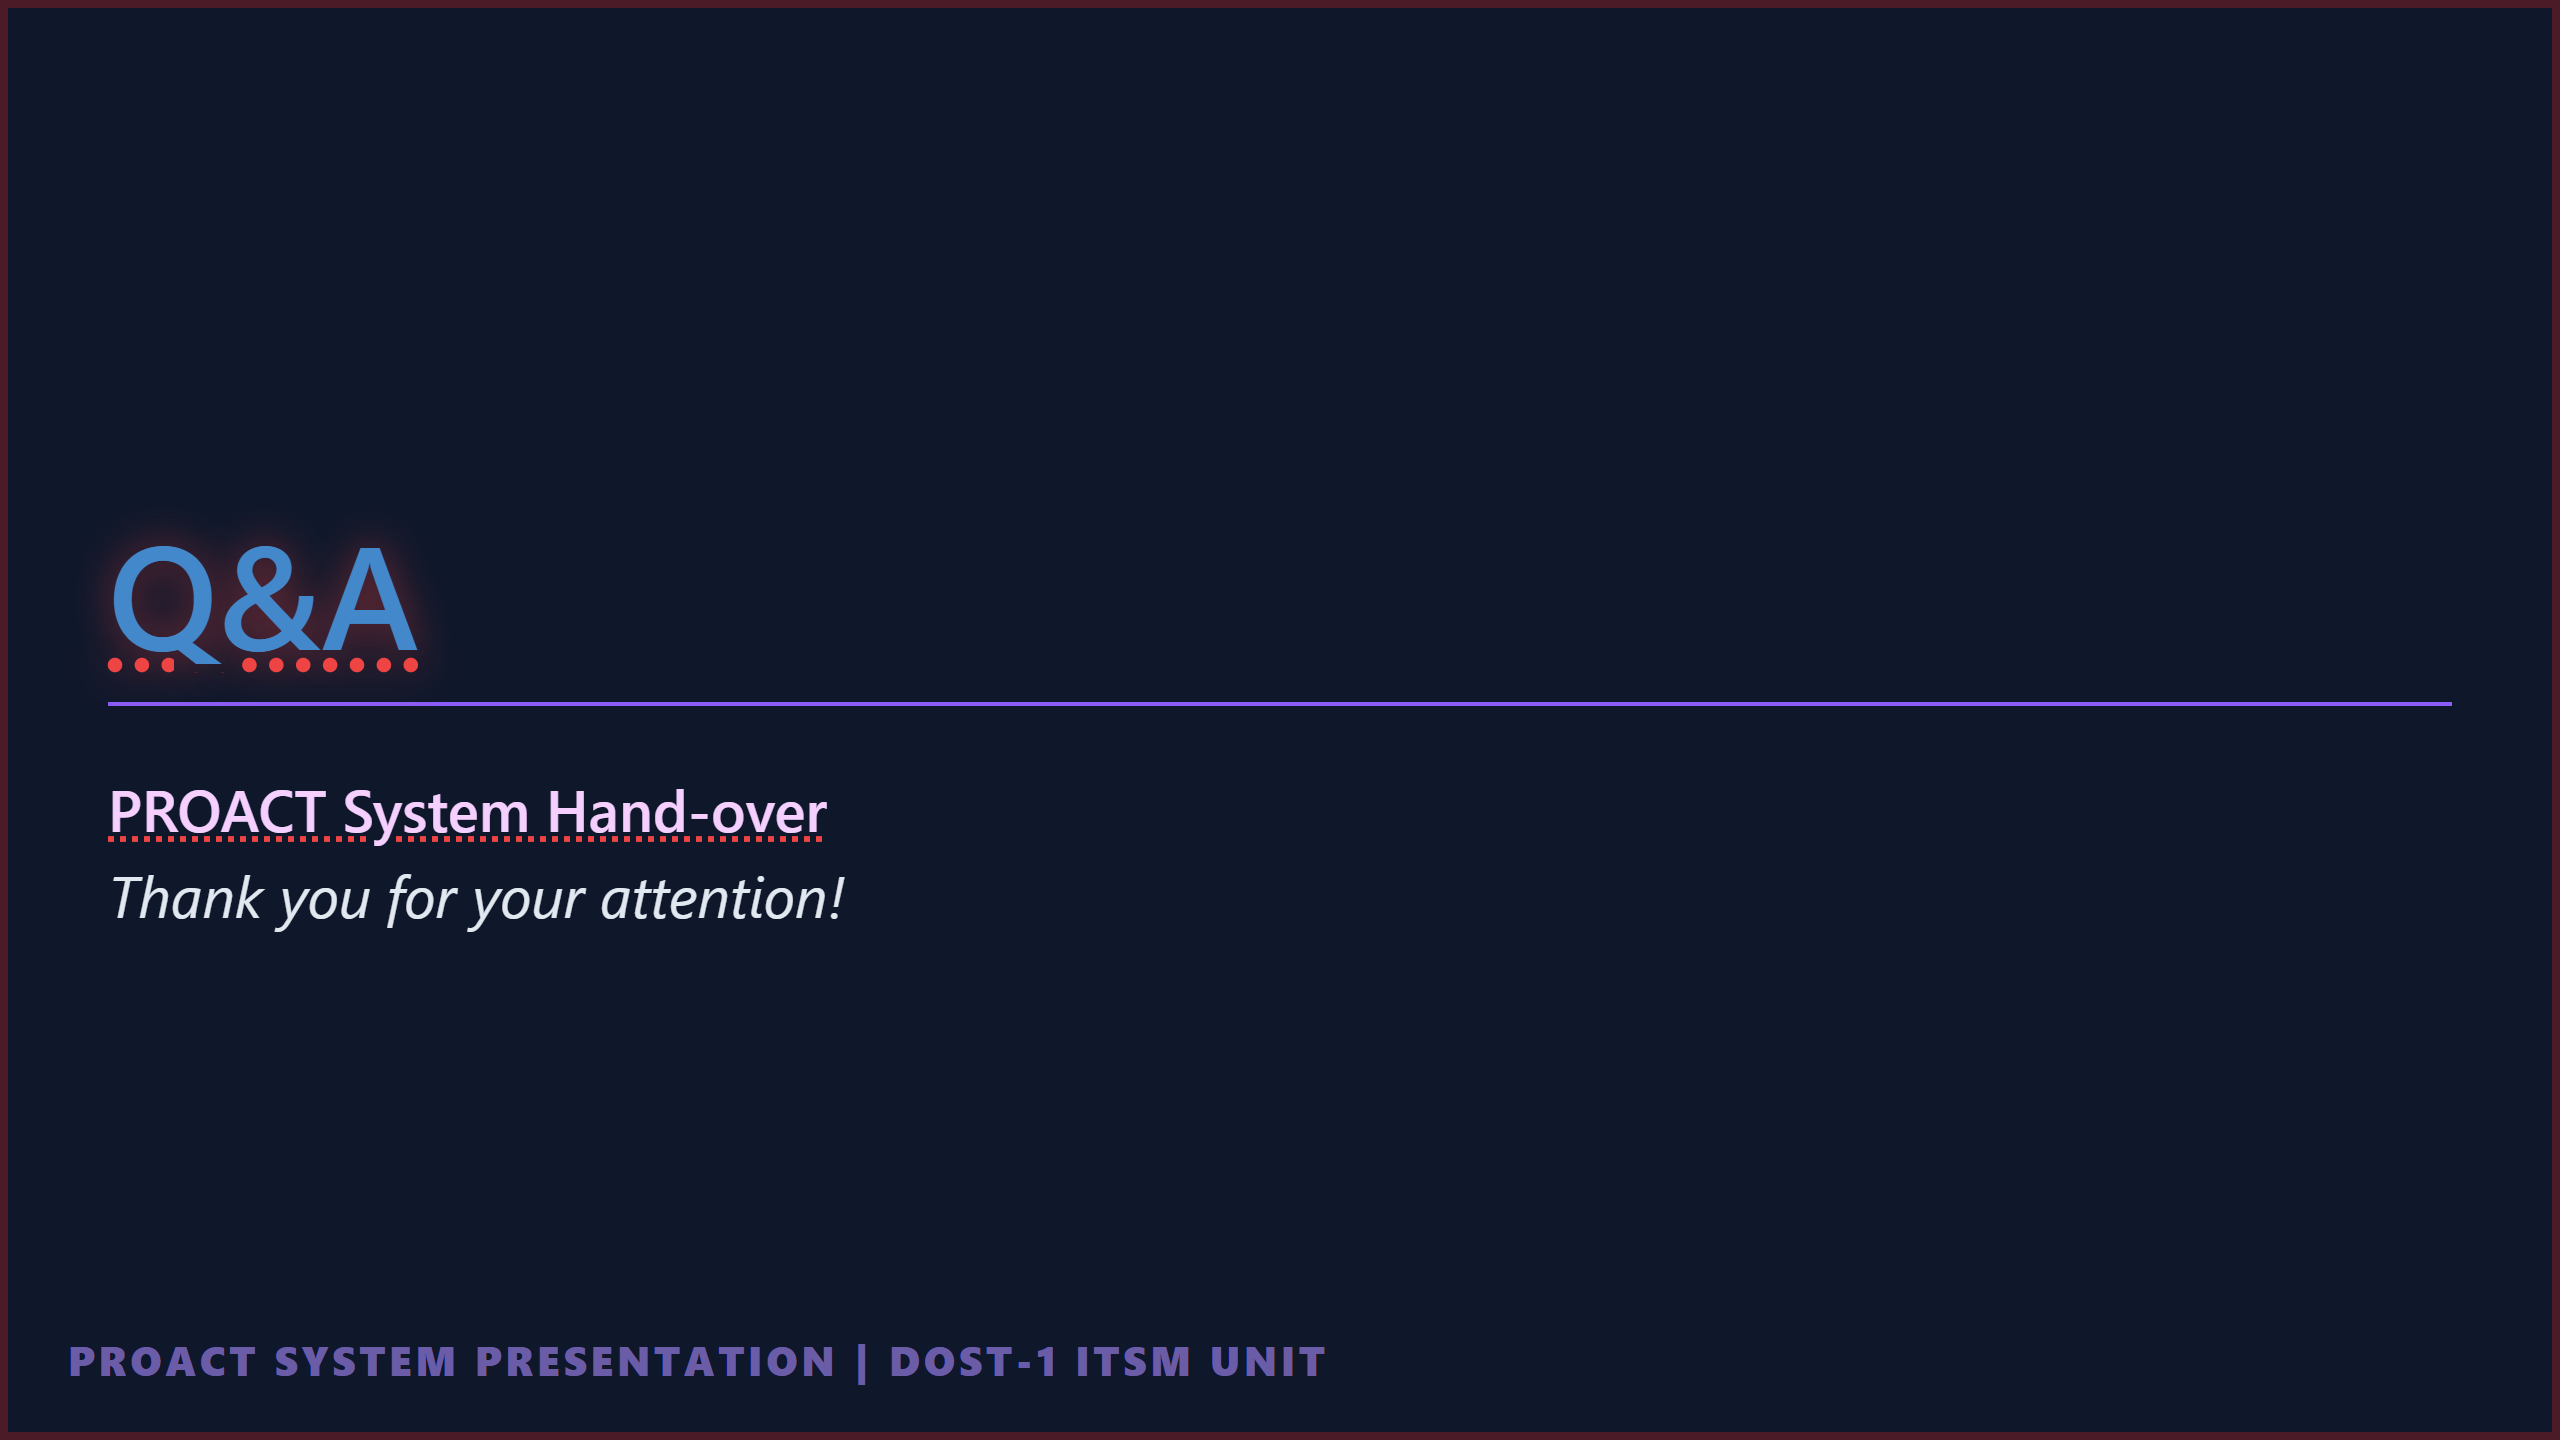 Q&A
PROACT System Hand-over
Thank you for your attention!
PROACT SYSTEM PRESENTATION | DOST-1 ITSM UNIT